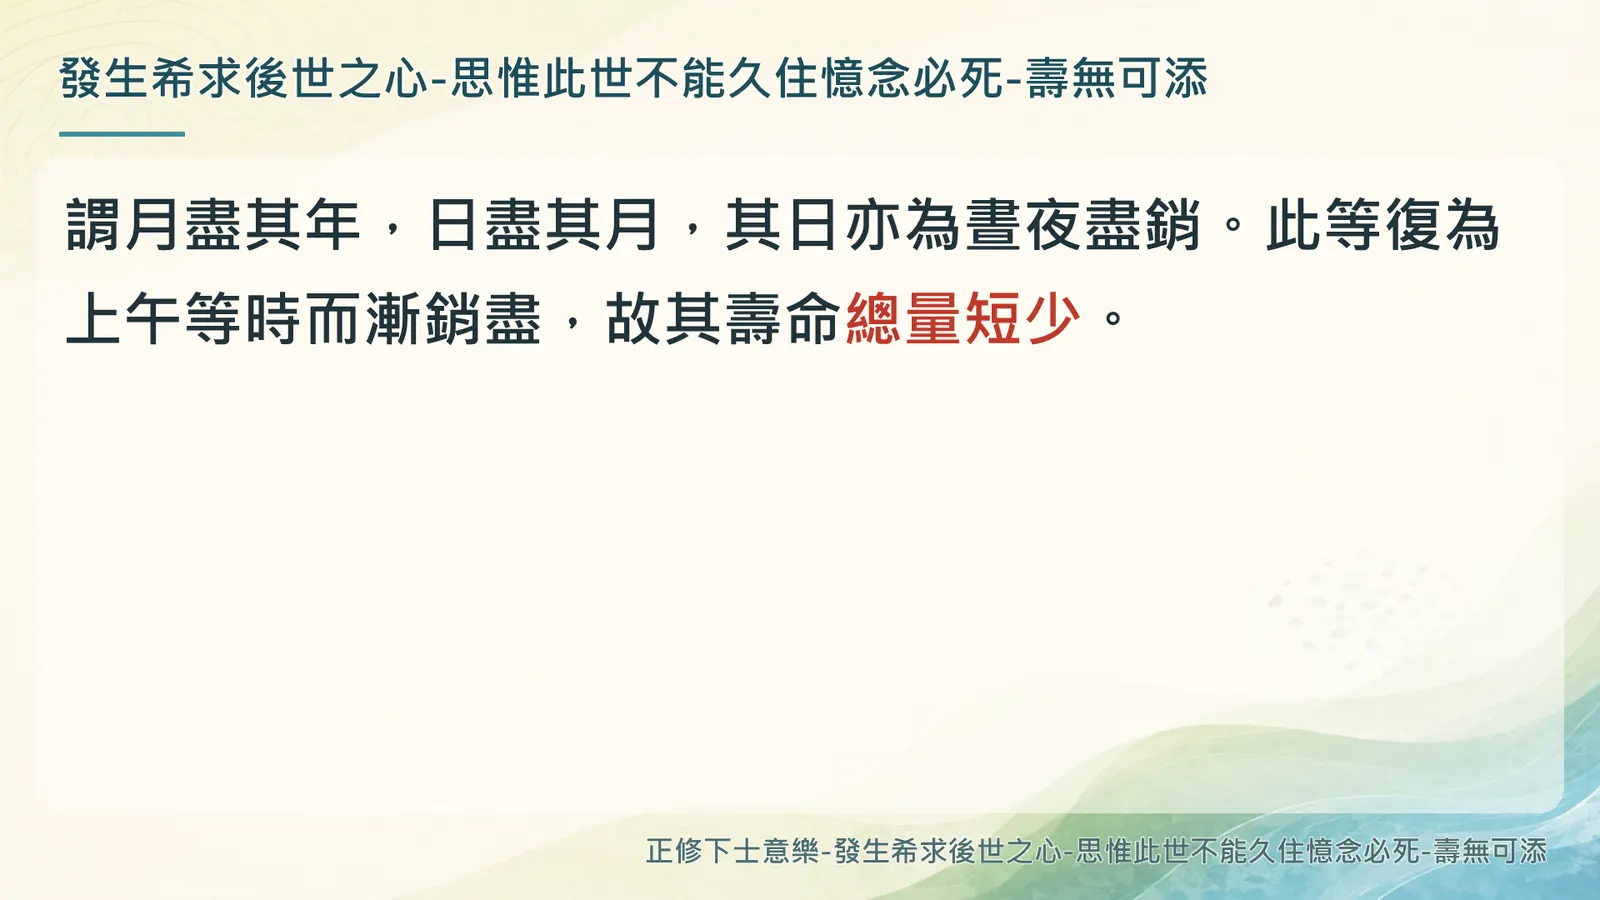 發生希求後世之心-思惟此世不能久住憶念必死-壽無可添
謂月盡其年，日盡其月，其日亦為晝夜盡銷。此等復為
上午等時而漸銷盡，故其壽命總量短少。
正修下士意樂-發生希求後世之心-思惟此世不能久住憶念必死-壽無可添